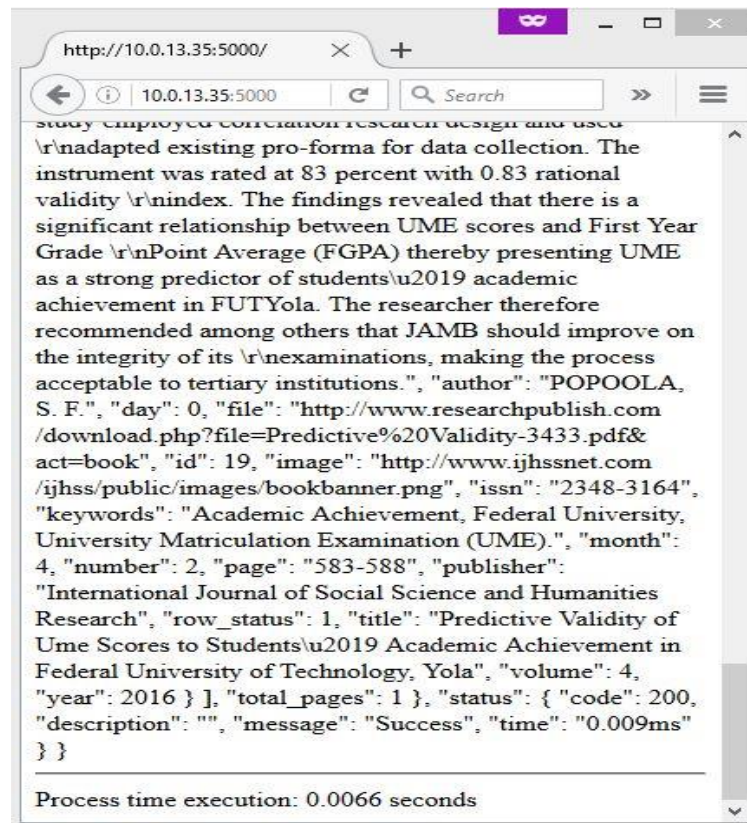 http://10.0.13.35:5000/
10.0.13.35:5000
Search
study employed correlation research design and used
\r\nadapted existing pro-forma for data collection. The
instrument was rated at 83 percent with 0.83 rational
validity \r\nindex. The findings revealed that there is a
significant relationship between UME scores and First Year
Grade \r\nPoint Average (FGPA) thereby presenting UME
as a strong predictor of students\u2019 academic
achievement in FUTYola. The researcher therefore
recommended among others that JAMB should improve on
the integrity of its \r\nexaminations, making the process
acceptable to tertiary institutions.", "author": "POPOOLA,
S. F.", "day": 0, "file": "http://www.researchpublish.com
/download.php?file=Predictive%20Validity-3433.pdf&
act=book", "id": 19, "image": "http://www.ijhssnet.com
/ijhss/public/images/bookbanner.png", "issn": "2348-3164",
"keywords": "Academic Achievement, Federal University,
University Matriculation Examination (UME).", "month":
4, "number": 2, "page": "583-588", "publisher":
"International Journal of Social Science and Humanities
Research", "row_status": 1, "title": "Predictive Validity of
Ume Scores to Students\u2019 Academic Achievement in
Federal University of Technology, Yola", "volume": 4,
"year": 2016 } ], "total_pages": 1 }, "status": { "code": 200,
"description": "", "message": "Success", "time": "0.009ms"
} }
Process time execution: 0.0066 seconds